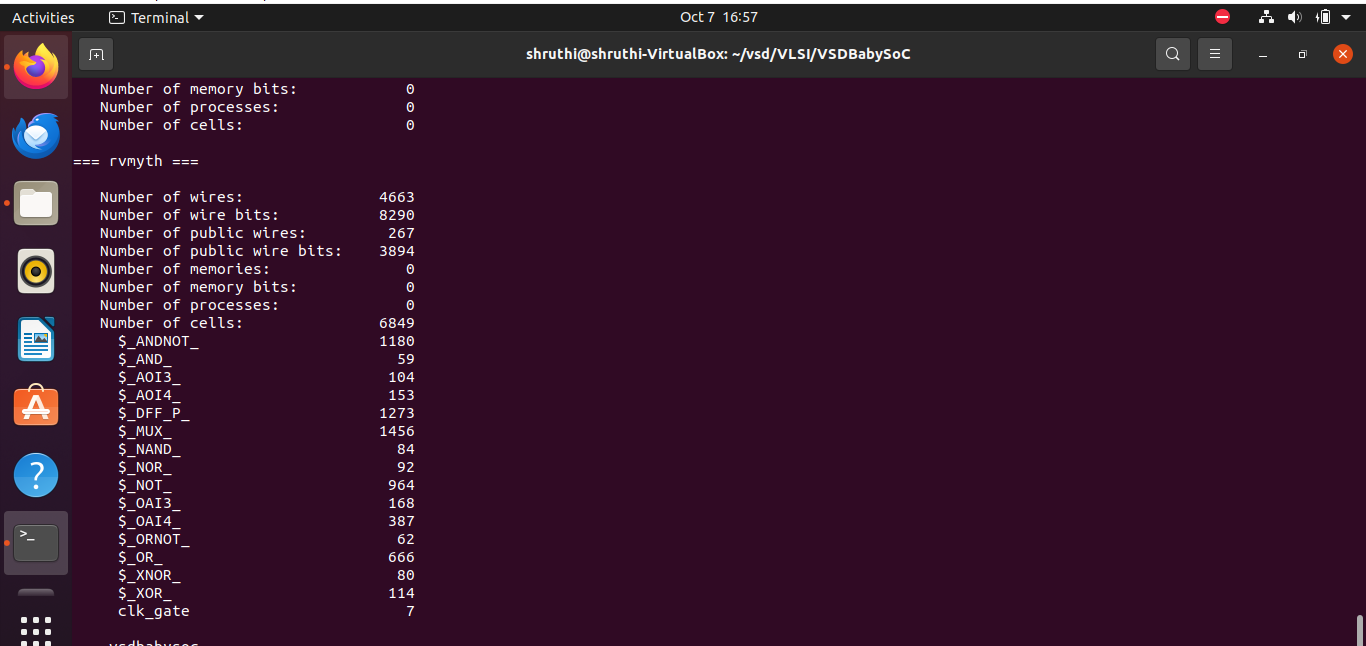 Activities Terminal Oct 7 16:57
shruthi@shruthi-VirtualBox: ~/vsd/VLSI/VSDBabySoC
Number of memory bits: 0
Number of processes: 0
Number of cells: 0
=== rvmyth ===
Number of wires: 4663
Number of wire bits: 8290
Number of public wires: 267
Number of public wire bits: 3894
Number of memories: 0
Number of memory bits: 0
Number of processes: 0
Number of cells: 6849
$_ANDNOT_ 1180
$_AND_ 59
$_AOI3_ 104
$_AOI4_ 153
$_DFF_P_ 1273
$_MUX_ 1456
$_NAND_ 84
$_NOR_ 92
$_NOT_ 964
$_OAI3_ 168
$_OAI4_ 387
$_ORNOT_ 62
$_OR_ 666
$_XNOR_ 80
$_XOR_ 114
clk_gate 7